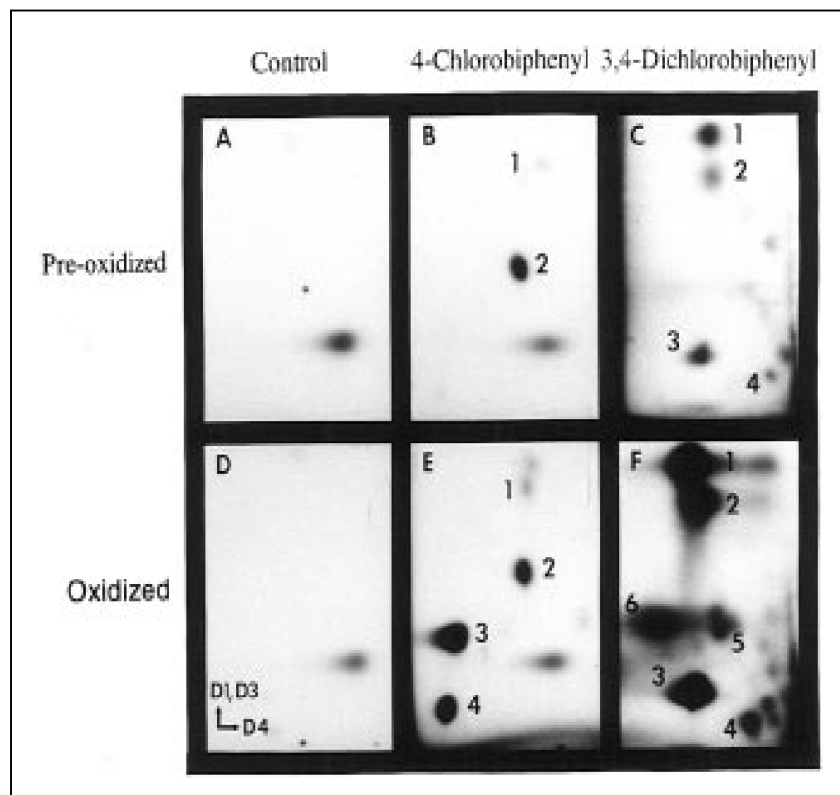 Control 4-Chlorobiphenyl 3,4-Dichlorobiphenyl
Pre-oxidized
A
B
1
2
C
1
2
3
4
Oxidized
D
D1,D3
D4
E
1
2
3
4
F
1
2
6
5
3
4